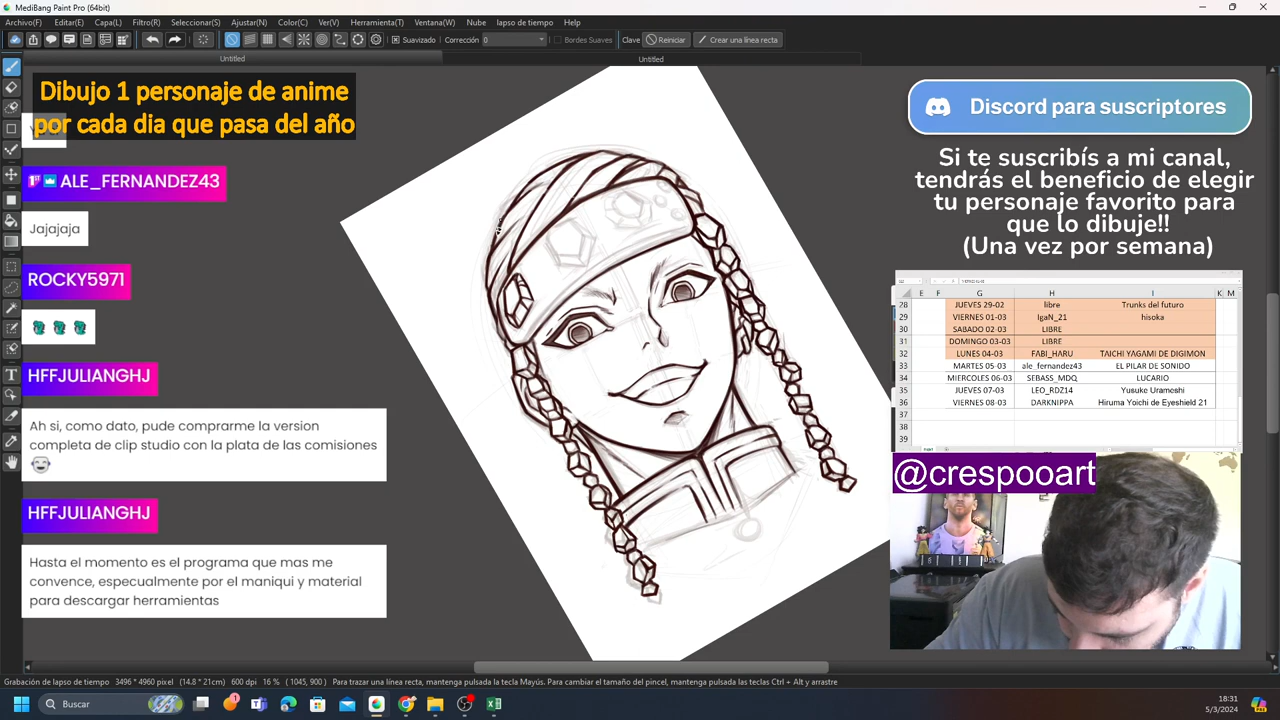 MediBang Paint Pro (64bit)
Archivo(F) Editar(E) Capa(L) Filtro(R) Seleccionar(S) Ajustar(N) Color(C) Ver(V) Herramienta(T) Ventana(W) Nube lapso de tiempo Help
Suavizado Corrección 0 Bordes Suaves Clave Reiniciar Crear una línea recta
Untitled Untitled
Dibujo 1 personaje de anime
por cada dia que pasa del año
ALE_FERNANDEZ43
Jajajaja
ROCKY5971
HFFJULIANGHJ
Ah si, como dato, pude comprarme la version
completa de clip studio con la plata de las comisiones
HFFJULIANGHJ
Hasta el momento es el programa que mas me
convence, especualmente por el maniqui y material
para descargar herramientas
Discord para suscriptores
Si te suscribís a mi canal,
tendrás el beneficio de elegir
tu personaje favorito para
que lo dibuje!!
(Una vez por semana)
E F G H I K M
28 JUEVES 29-02 libre Trunks del futuro
29 VIERNES 01-03 IgaN_21 hisoka
30 SABADO 02-03 LIBRE
31 DOMINGO 03-03 LIBRE
32 LUNES 04-03 FABI_HARU TAICHI YAGAMI DE DIGIMON
33 MARTES 05-03 ale_fernandez43 EL PILAR DE SONIDO
34 MIERCOLES 06-03 SEBASS_MDQ LUCARIO
35 JUEVES 07-03 LEO_RDZ14 Yusuke Urameshi
36 VIERNES 08-03 DARKNIPPA Hiruma Yoichi de Eyeshield 21
37
38
39
@crespooart
Grabación de lapso de tiempo 3496 * 4960 pixel (14.8 * 21cm) 600 dpi 16 % ( 1045, 900 ) Para trazar una línea recta, mantenga pulsada la tecla Mayús. Para cambiar el tamaño del pincel, mantenga pulsadas las teclas Ctrl + Alt y arrastre
Buscar
1
18:31
5/3/2024